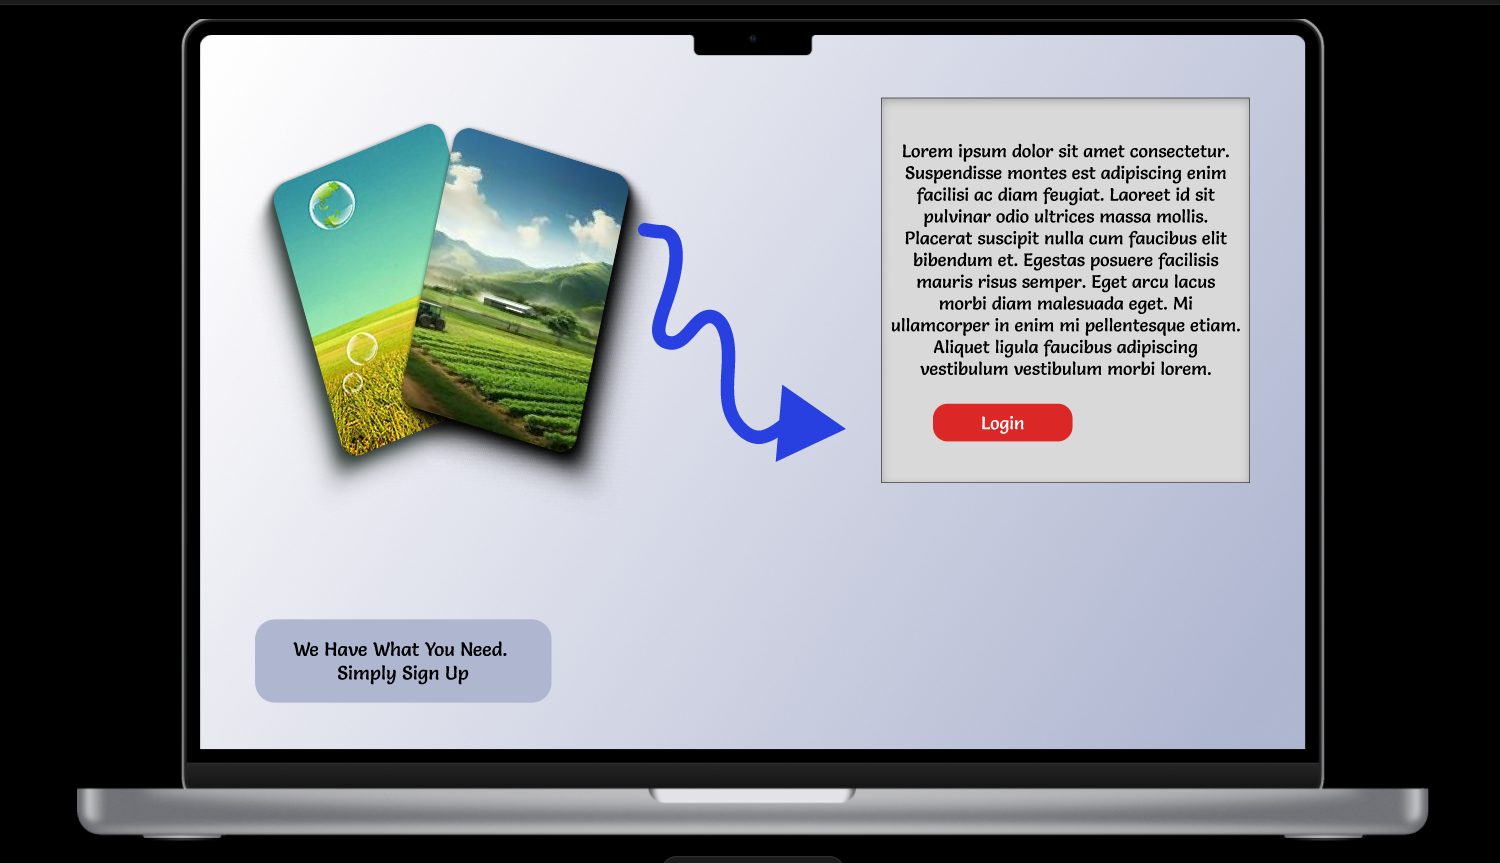 Lorem ipsum dolor sit amet consectetur.
Suspendisse montes est adipiscing enim
facilisi ac diam feugiat. Laoreet id sit
pulvinar odio ultrices massa mollis.
Placerat suscipit nulla cum faucibus elit
bibendum et. Egestas posuere facilisis
mauris risus semper. Eget arcu lacus
morbi diam malesuada eget. Mi
ullamcorper in enim mi pellentesque etiam.
Aliquet ligula faucibus adipiscing
vestibulum vestibulum morbi lorem.
Login
We Have What You Need.
Simply Sign Up